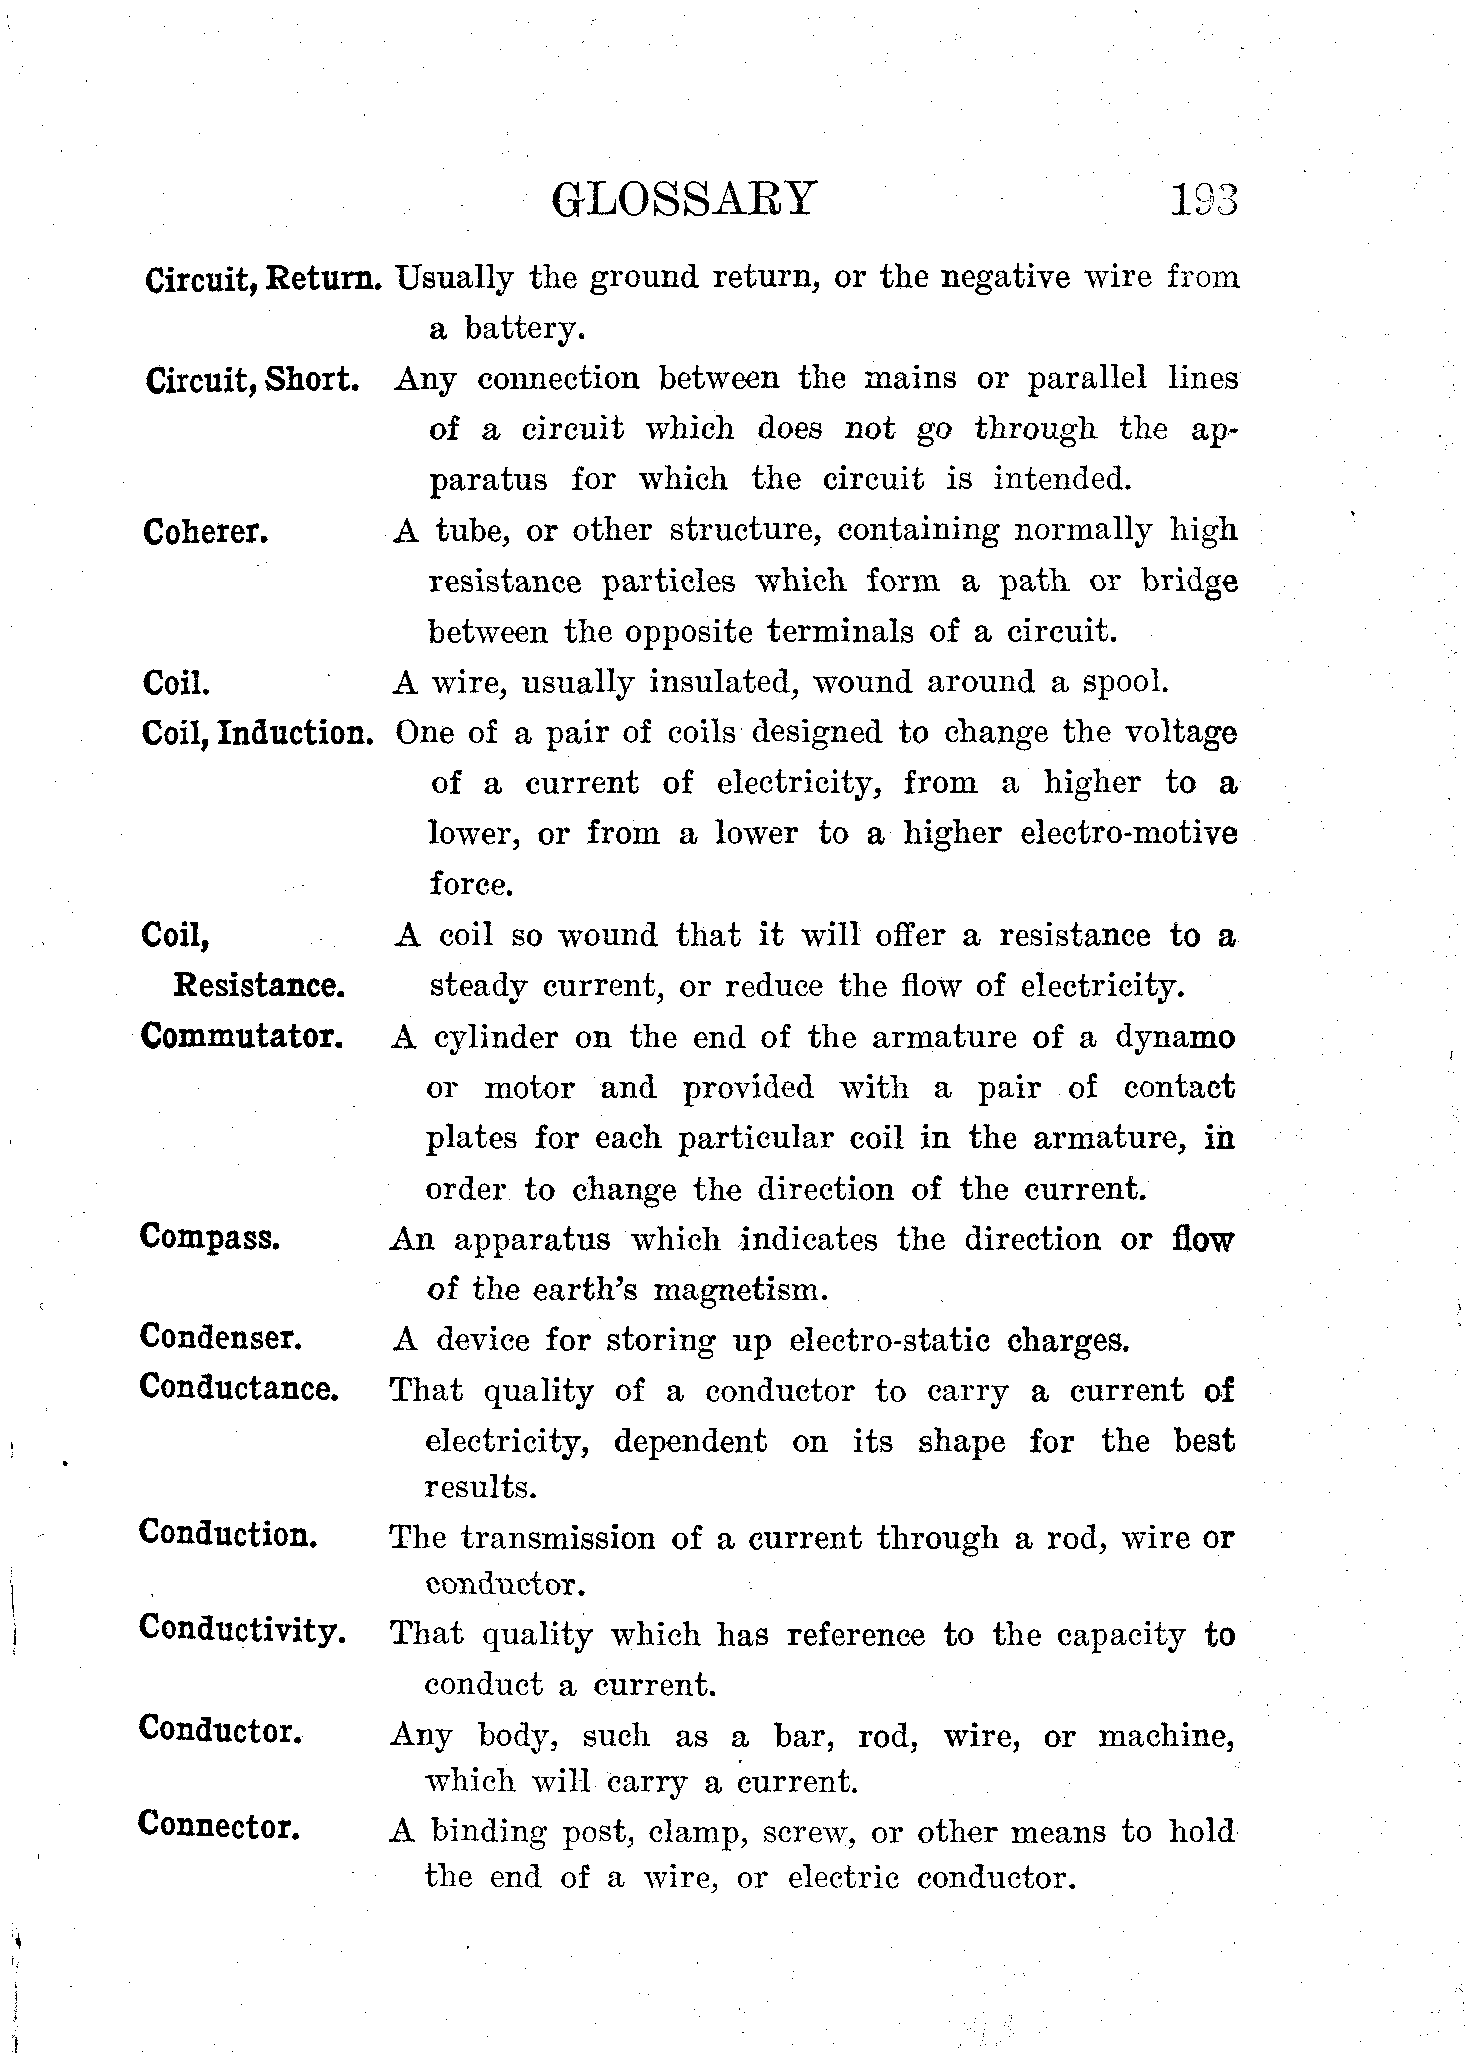 GLOSSARY 193
Circuit, Return. Usually the ground return, or the negative wire from
a battery.
Circuit, Short. Any connection between the mains or parallel lines
of a circuit which does not go through the ap-
paratus for which the circuit is intended.
Coherer. A tube, or other structure, containing normally high
resistance particles which form a path or bridge
between the opposite terminals of a circuit.
Coil. A wire, usually insulated, wound around a spool.
Coil, Induction. One of a pair of coils designed to change the voltage
of a current of electricity, from a higher to a
lower, or from a lower to a higher electro-motive
force.
Coil, A coil so wound that it will offer a resistance to a
Resistance. steady current, or reduce the flow of electricity.
Commutator. A cylinder on the end of the armature of a dynamo
or motor and provided with a pair of contact
plates for each particular coil in the armature, in
order to change the direction of the current.
Compass. An apparatus which indicates the direction or flow
of the earth's magnetism.
Condenser. A device for storing up electro-static charges.
Conductance. That quality of a conductor to carry a current of
electricity, dependent on its shape for the best
results.
Conduction. The transmission of a current through a rod, wire or
conductor.
Conductivity. That quality which has reference to the capacity to
conduct a current.
Conductor. Any body, such as a bar, rod, wire, or machine,
which will carry a current.
Connector. A binding post, clamp, screw, or other means to hold
the end of a wire, or electric conductor.